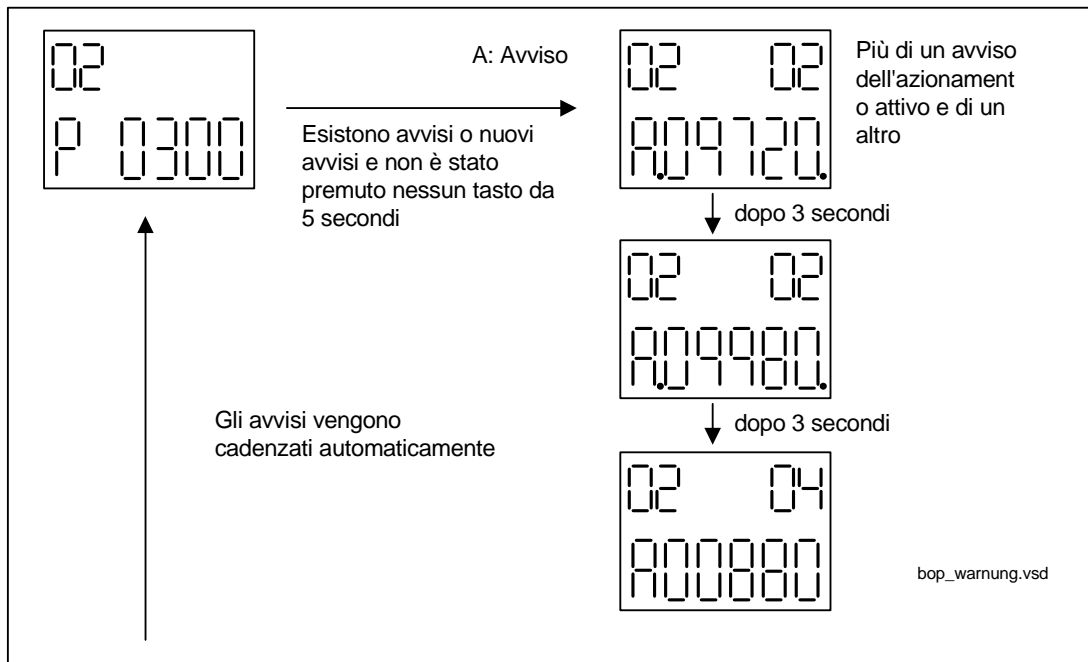 02
P 0300
A: Avviso
Esistono avvisi o nuovi
avvisi e non è stato
premuto nessun tasto da
5 secondi
02 02
A.09720.
Più di un avviso
dell'azionament
o attivo e di un
altro
dopo 3 secondi
02 02
A.09980.
dopo 3 secondi
Gli avvisi vengono
cadenzati automaticamente
02 04
A00880
bop_warnung.vsd